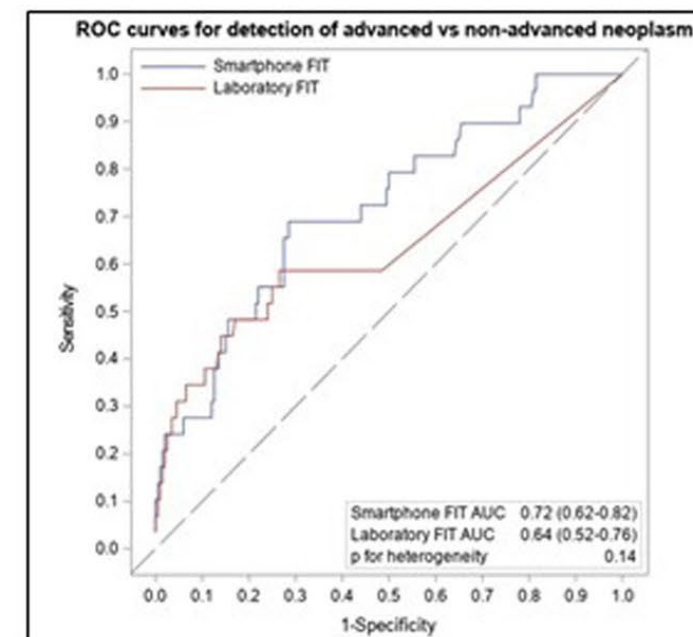 ROC curves for detection of advanced vs non-advanced neoplasm
Smartphone FIT
Laboratory FIT
1.0
0.9
0.8
0.7
0.6
0.5
0.4
0.3
0.2
0.1
0.0
Sensitivity
Smartphone FIT AUC 0.72 (0.62-0.82)
Laboratory FIT AUC 0.64 (0.52-0.76)
p for heterogeneity 0.14
0.0 0.1 0.2 0.3 0.4 0.5 0.6 0.7 0.8 0.9 1.0
1-Specificity